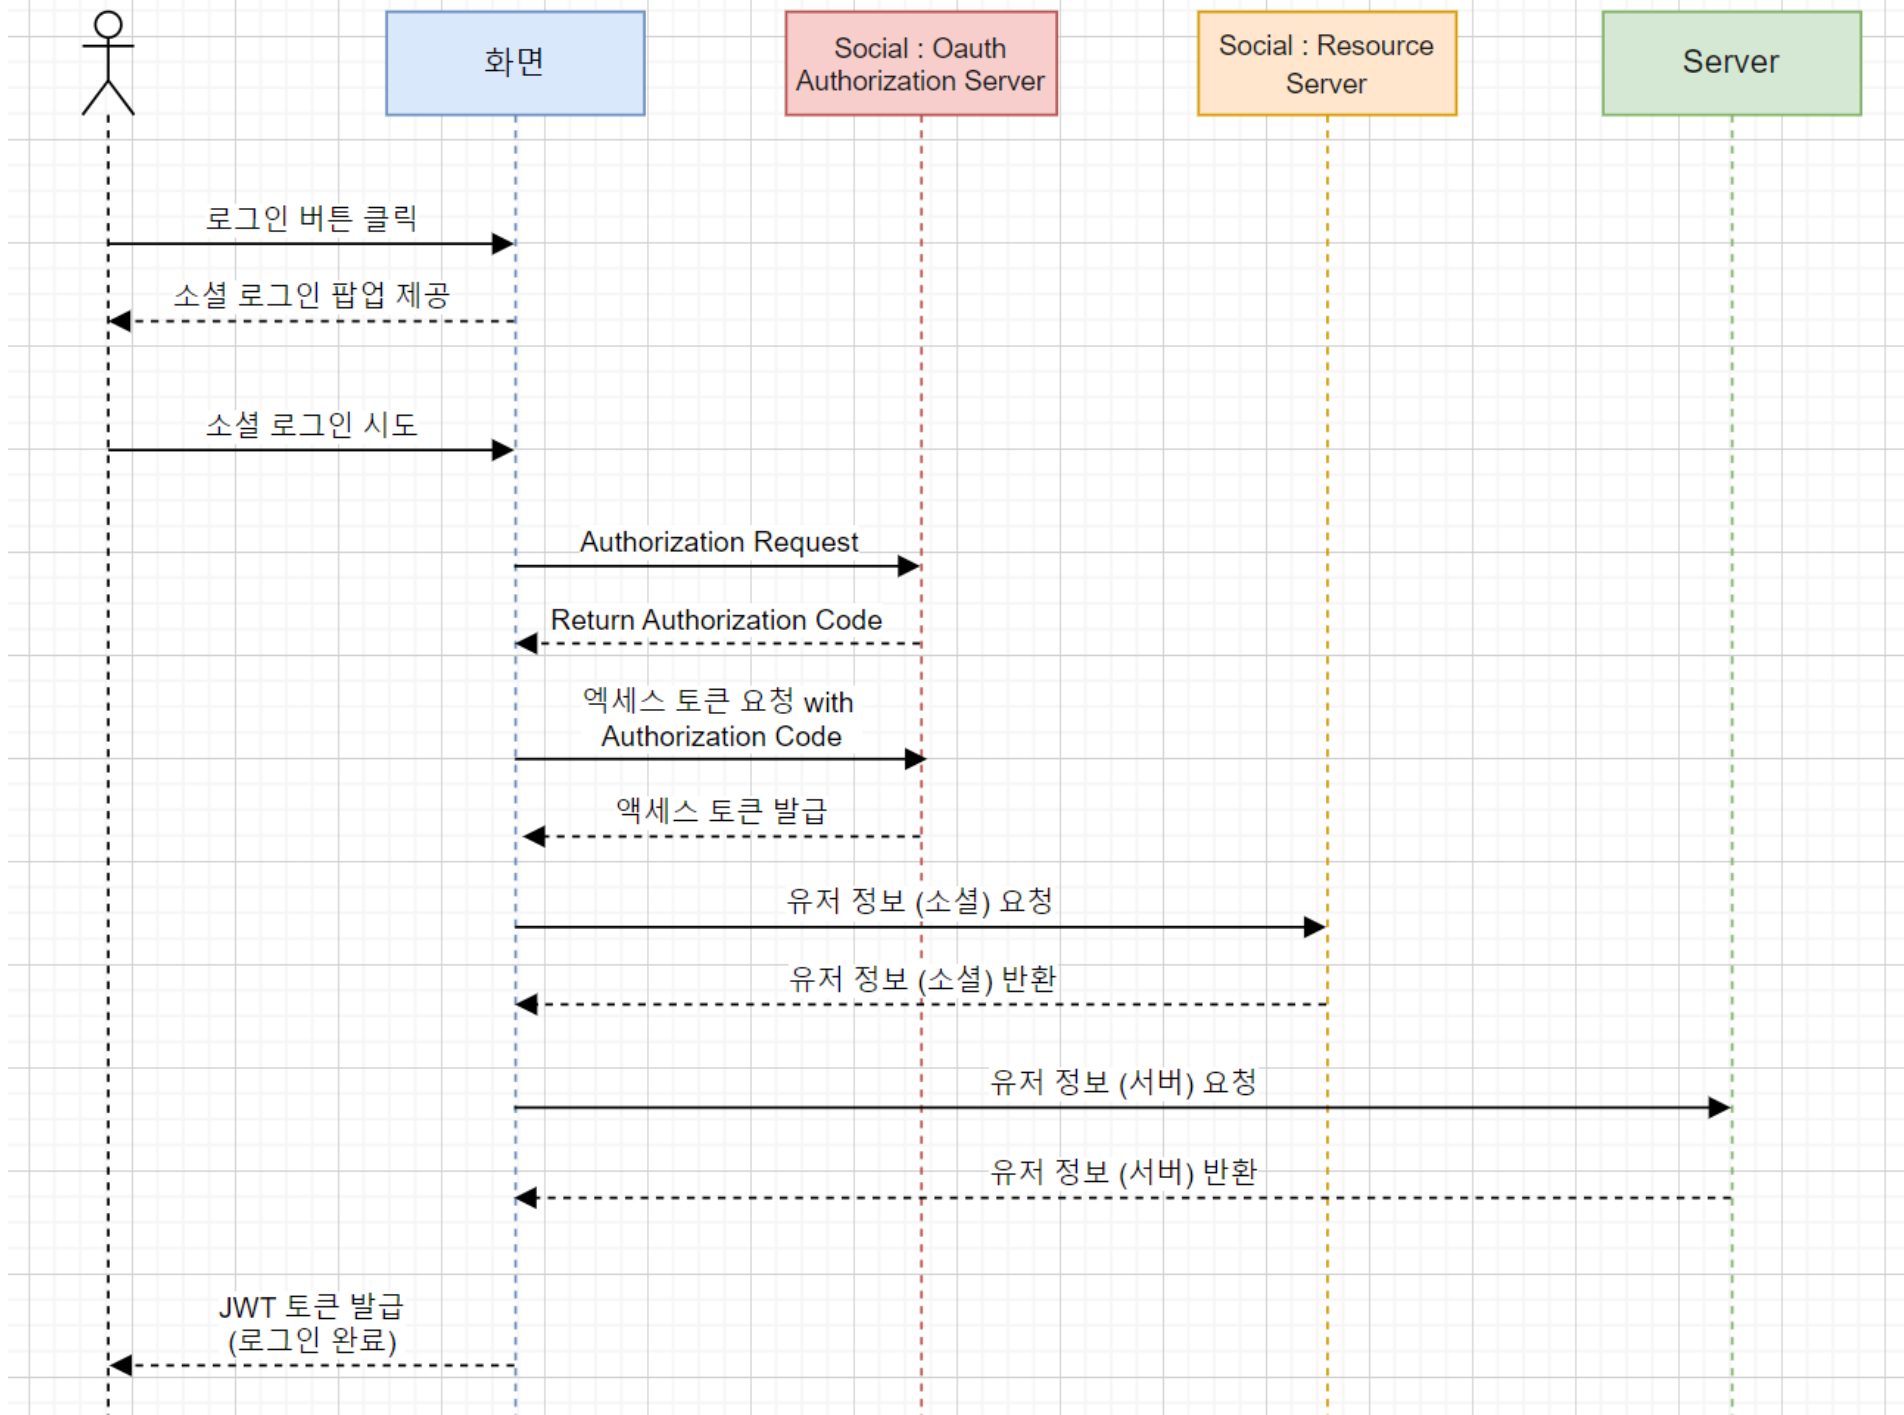 화면
Social : Oauth
Authorization Server
Social : Resource
Server
Server
로그인 버튼 클릭
소셜 로그인 팝업 제공
소셜 로그인 시도
Authorization Request
Return Authorization Code
엑세스 토큰 요청 with
Authorization Code
액세스 토큰 발급
유저 정보 (소셜) 요청
유저 정보 (소셜) 반환
유저 정보 (서버) 요청
유저 정보 (서버) 반환
JWT 토큰 발급
(로그인 완료)